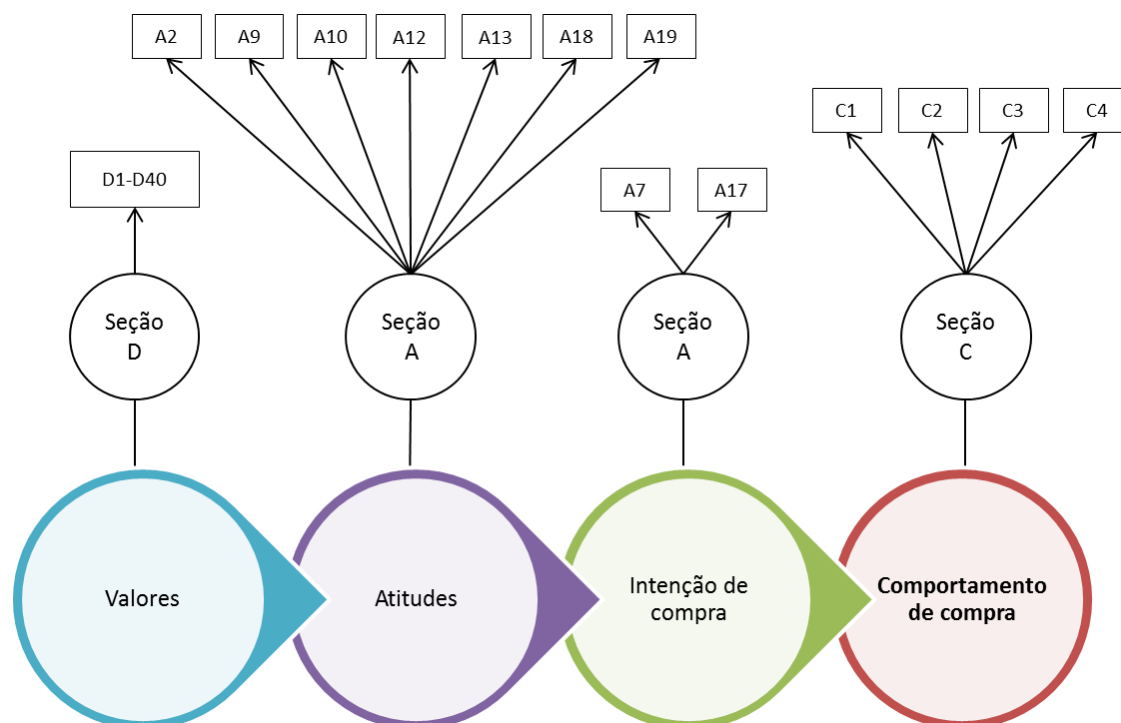 A2
A9
A10
A12
A13
A18
A19
C1
C2
C3
C4
D1-D40
A7
A17
Seção
D
Seção
A
Seção
A
Seção
C
Valores
Atitudes
Intenção de
compra
Comportamento
de compra